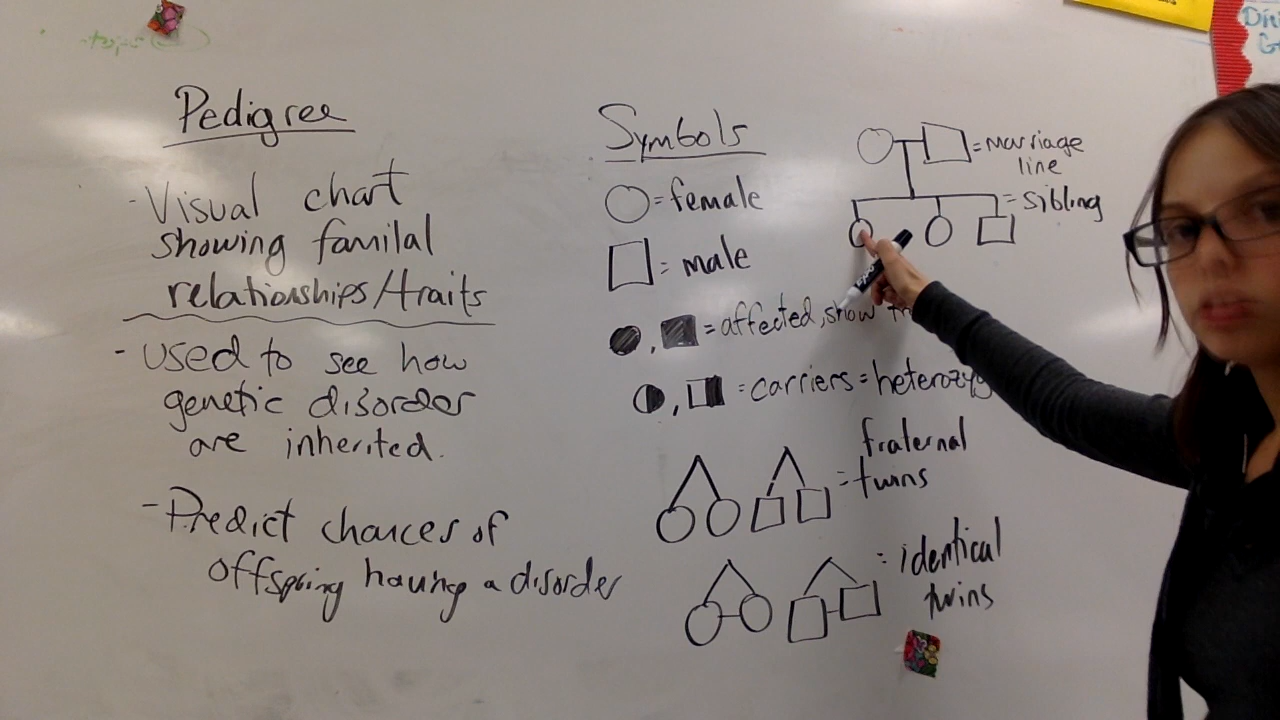 Pedigree
- Visual chart
showing familal
relationships/traits
- used to see how
genetic disorder
are inherited.
- Predict chances of
offspring having a disorder
Symbols
= female
= male
, = affected, show
, = carriers = heterozyg
fraternal
= twins
= identical
twins
= marriage
line
= sibling